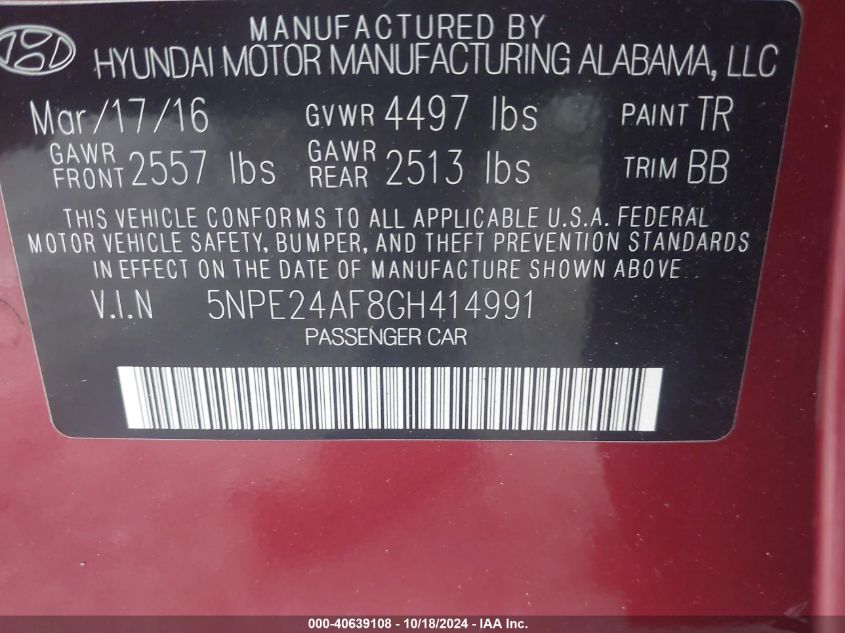 MANUFACTURED BY
HYUNDAI MOTOR MANUFACTURING ALABAMA, LLC
Mar/17/16 GVWR 4497 lbs PAINT TR
GAWR FRONT 2557 lbs GAWR REAR 2513 lbs TRIM BB
THIS VEHICLE CONFORMS TO ALL APPLICABLE U.S.A. FEDERAL
MOTOR VEHICLE SAFETY, BUMPER, AND THEFT PREVENTION STANDARDS
IN EFFECT ON THE DATE OF MANUFACTURE SHOWN ABOVE.
V.I.N 5NPE24AF8GH414991
PASSENGER CAR
000-40639108 - 10/18/2024 - IAA Inc.